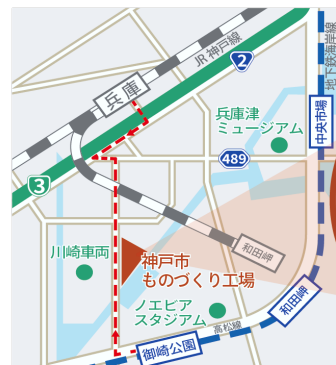 兵庫
JR神戸線
2
地下鉄海岸線
兵庫津
ミュージアム
中央市場
489
3
川崎車両
神戸市
ものづくり工場
和田岬
ノエビア
スタジアム
和田岬
高松線
御崎公園